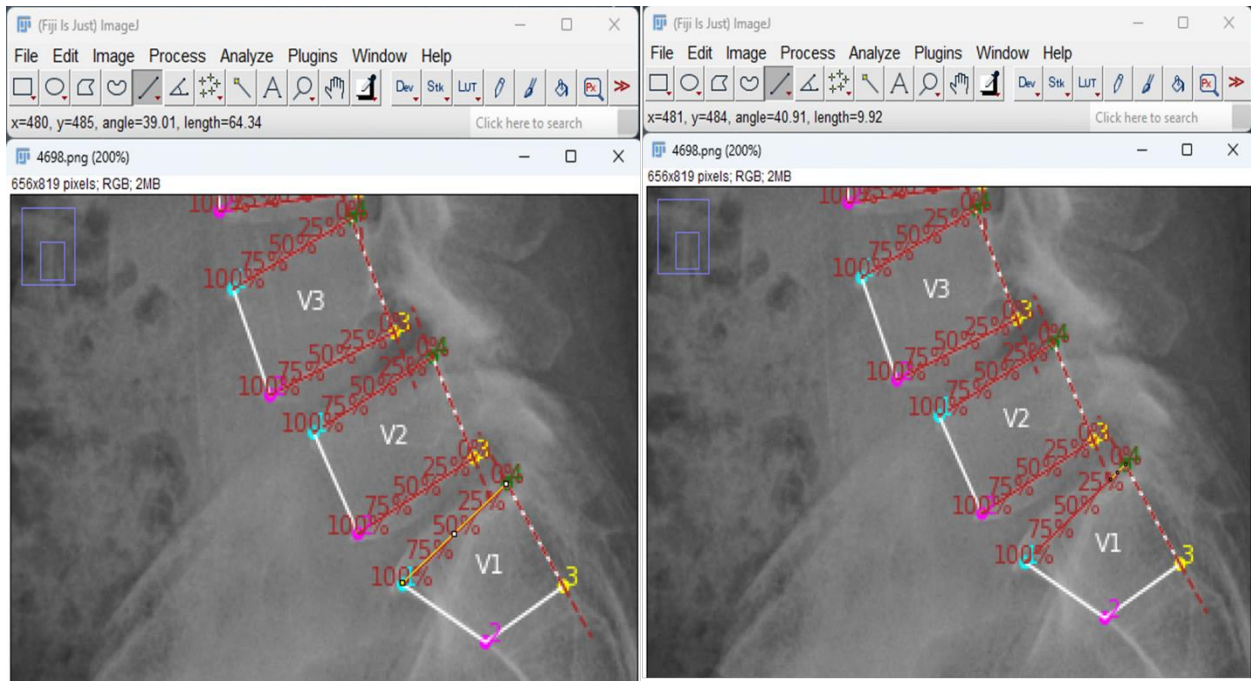 (Fiji Is Just) ImageJ
File Edit Image Process Analyze Plugins Window Help
Dev Stk LUT
x=480, y=485, angle=39.01, length=64.34
Click here to search
4698.png (200%)
656x819 pixels; RGB; 2MB
25%
50%
75%
100%
V3
3
25%
50%
75%
100%
4
25%
50%
75%
100%
V2
3
0%
25%
50%
75%
100%
0%
4
25%
50%
75%
100%
V1
3
2
(Fiji Is Just) ImageJ
File Edit Image Process Analyze Plugins Window Help
Dev Stk LUT
x=481, y=484, angle=40.91, length=9.92
Click here to search
4698.png (200%)
656x819 pixels; RGB; 2MB
25%
50%
75%
100%
V3
3
25%
50%
75%
100%
4
25%
50%
75%
100%
V2
3
0%
25%
50%
75%
100%
0%
4
25%
50%
75%
100%
V1
3
2